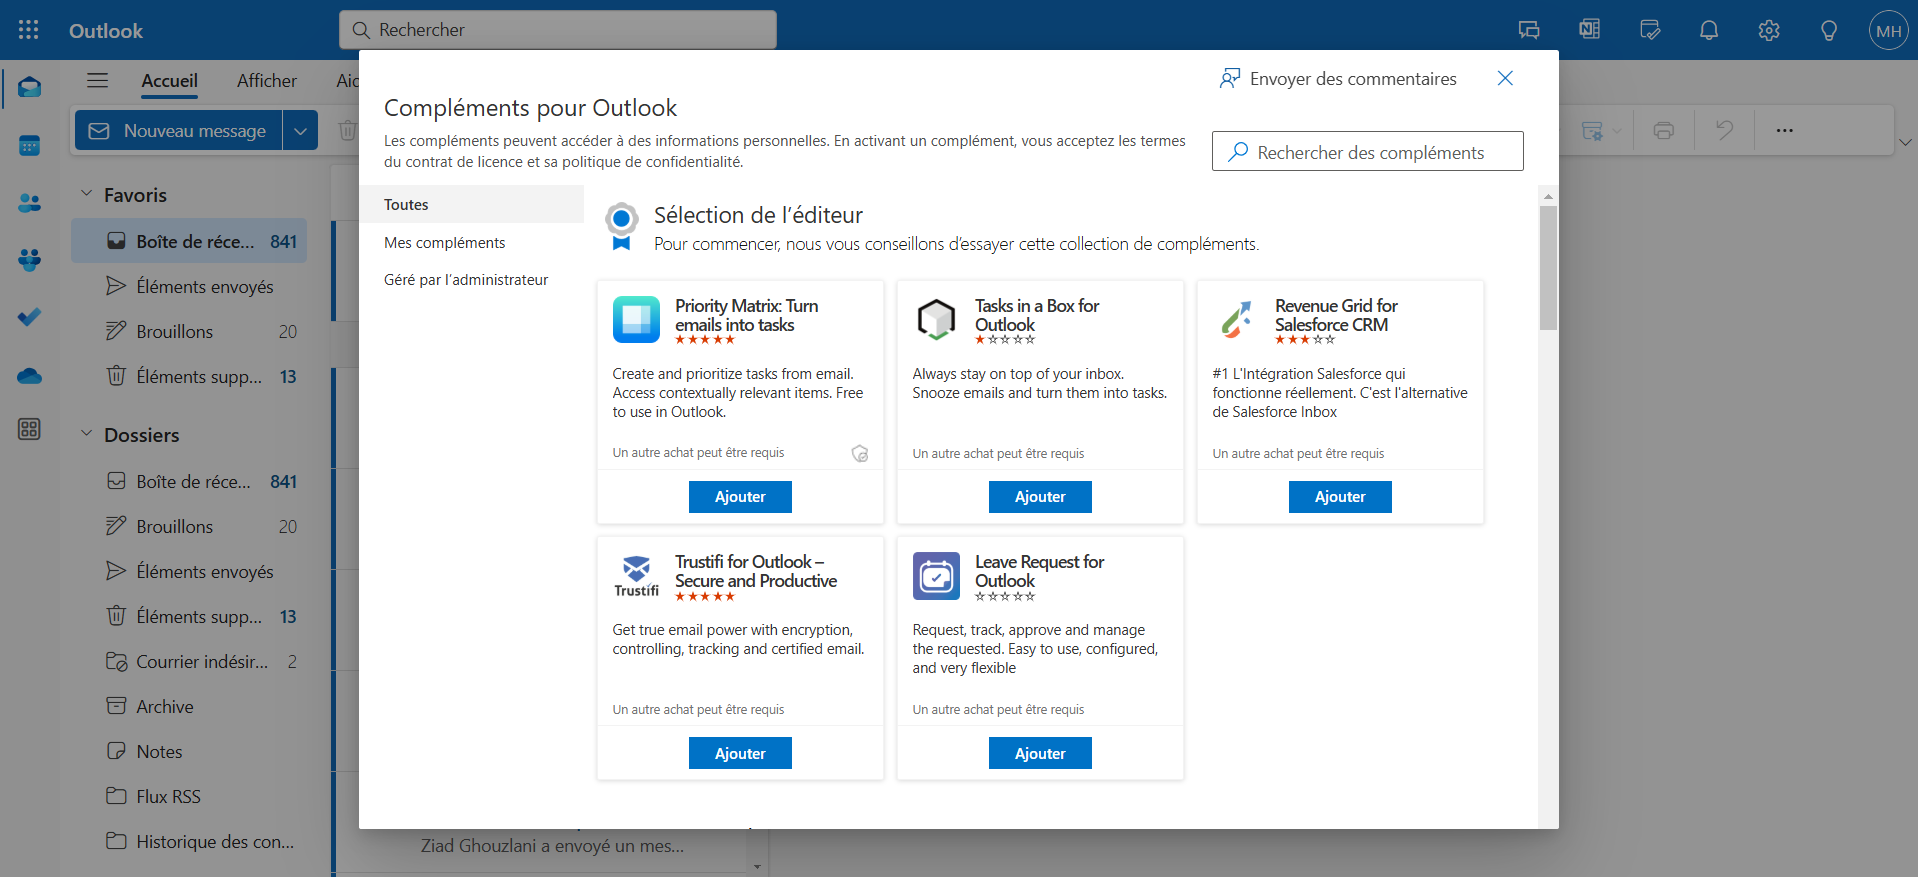 Outlook
Rechercher
MH
Accueil
Afficher
Nouveau message
Favoris
Boîte de réce... 841
Éléments envoyés
Brouillons 20
Éléments supp... 13
Dossiers
Boîte de réce... 841
Brouillons 20
Éléments envoyés
Éléments supp... 13
Courrier indésir... 2
Archive
Notes
Flux RSS
Historique des con...
Envoyer des commentaires
Compléments pour Outlook
Les compléments peuvent accéder à des informations personnelles. En activant un complément, vous acceptez les termes
du contrat de licence et sa politique de confidentialité.
Rechercher des compléments
Toutes
Mes compléments
Géré par l’administrateur
Sélection de l’éditeur
Pour commencer, nous vous conseillons d’essayer cette collection de compléments.
Priority Matrix: Turn
emails into tasks
Create and prioritize tasks from email.
Access contextually relevant items. Free
to use in Outlook.
Un autre achat peut être requis
Ajouter
Tasks in a Box for
Outlook
Always stay on top of your inbox.
Snooze emails and turn them into tasks.
Un autre achat peut être requis
Ajouter
Revenue Grid for
Salesforce CRM
#1 L'Intégration Salesforce qui
fonctionne réellement. C'est l'alternative
de Salesforce Inbox
Un autre achat peut être requis
Ajouter
Trustifi
Trustifi for Outlook –
Secure and Productive
Get true email power with encryption,
controlling, tracking and certified email.
Un autre achat peut être requis
Ajouter
Leave Request for
Outlook
Request, track, approve and manage
the requested. Easy to use, configured,
and very flexible
Un autre achat peut être requis
Ajouter
Ziad Ghouzlani a envoyé un mes...